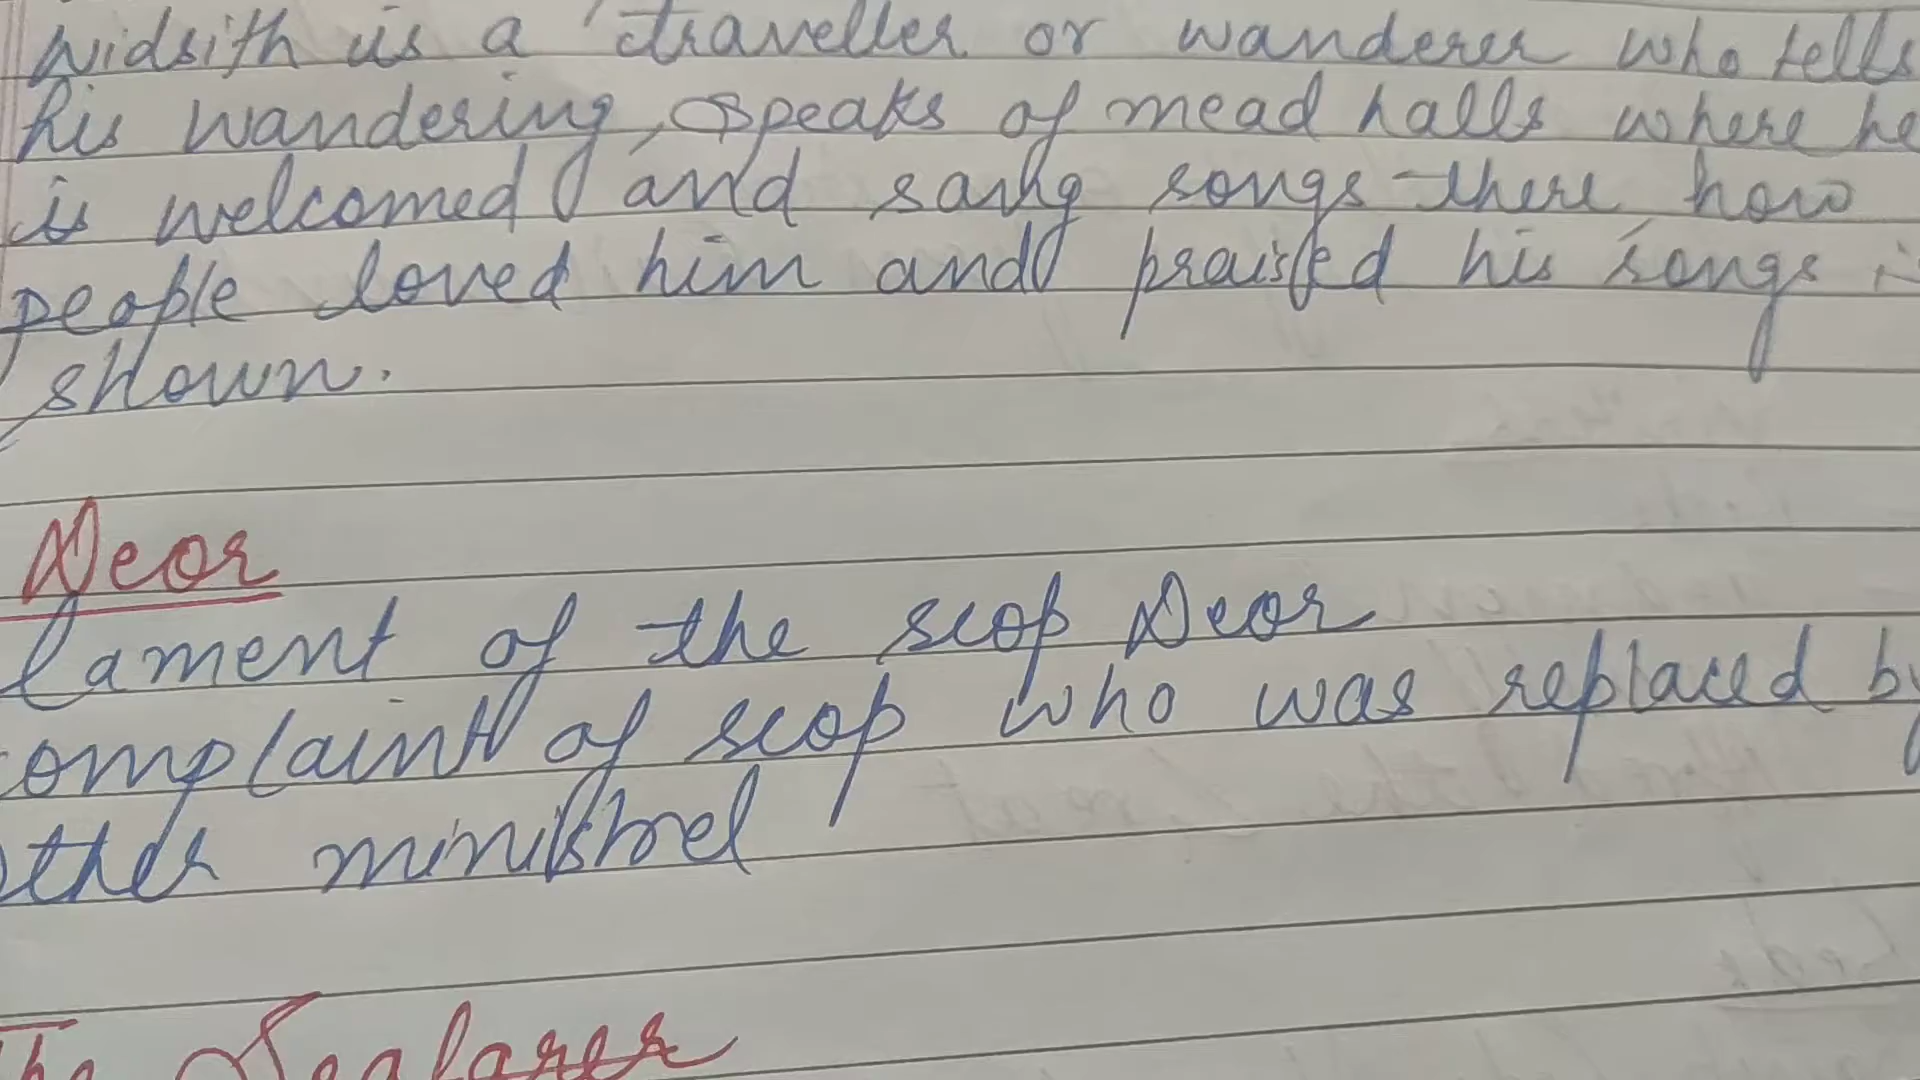 Widsith is a traveller or wanderer who tells
his wandering, speaks of mead halls where he
is welcomed and sang songs there how
people loved him and praised his songs is
shown.
Deor
lament of the scop Deor
complaint of scop who was replaced by
other minstrel
The Seafarer